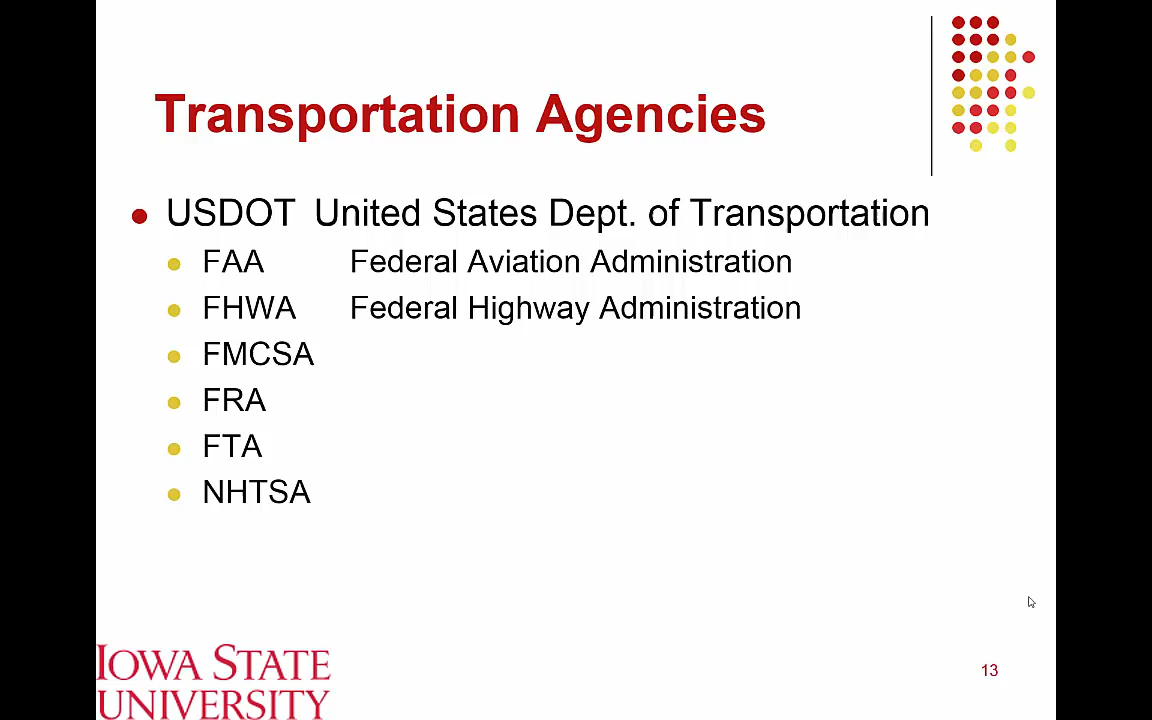 Transportation Agencies
USDOT United States Dept. of Transportation
FAA Federal Aviation Administration
FHWA Federal Highway Administration
FMCSA
FRA
FTA
NHTSA
IOWA STATE
UNIVERSITY
13